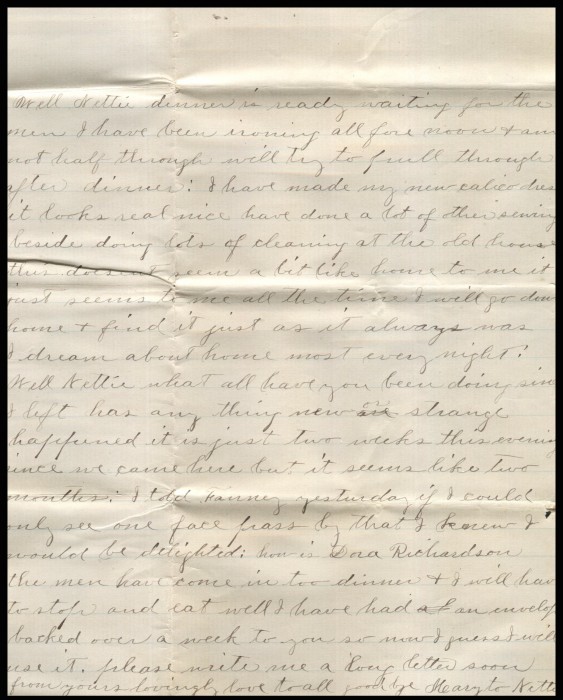 Well Nettie dinner is ready waiting for the
men I have been ironing all fore noon & am
not half through will try to pull through
after dinner: I have made my new calico dres
it looks real nice have done a lot of other sewing
beside doing lots of cleaning at the old house
this doesnt seem a bit like home to me it
just seems to me all the time I will go down
home & find it just as it always was
I dream about home most every night:
Well Nettie what all have you been doing sinc
I left has any thing new or strange
happened it is just two weeks this evening
since we came here but it seems like two
months: I told Fanney yesterday if I could
only see one face pass by that I knew I
would be delighted: how is Dora Richardson
the men have come in too dinner & I will hav
to stop and eat well I have had an envelop
backed over a week to you so now I guess I will
use it. please write me a long letter soon
from yours lovingly love to all good bye Mary to Nettie